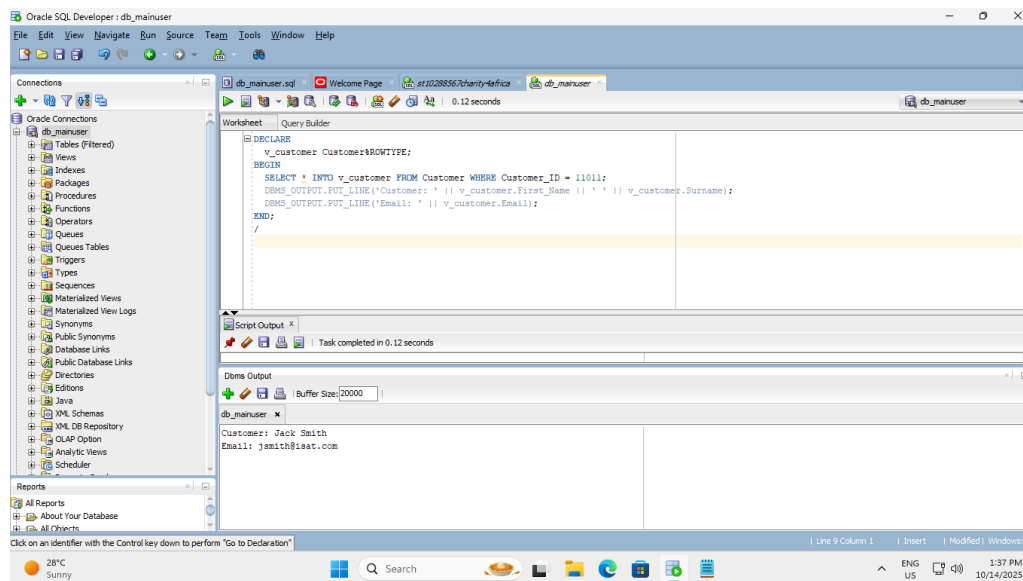 Oracle SQL Developer : db_mainuser
File Edit View Navigate Run Source Team Tools Window Help
Connections
db_mainuser.sql Welcome Page st10288567charity4africa db_mainuser
0.12 seconds
db_mainuser
Worksheet Query Builder
Oracle Connections
db_mainuser
Tables (Filtered)
Views
Indexes
Packages
Procedures
Functions
Operators
Queues
Queues Tables
Triggers
Types
Sequences
Materialized Views
Materialized View Logs
Synonyms
Public Synonyms
Database Links
Public Database Links
Directories
Editions
Java
XML Schemas
XML DB Repository
OLAP Option
Analytic Views
Scheduler
DECLARE
v_customer Customer%ROWTYPE;
BEGIN
SELECT * INTO v_customer FROM Customer WHERE Customer_ID = 11011;
DBMS_OUTPUT.PUT_LINE('Customer: ' || v_customer.First_Name || ' ' || v_customer.Surname);
DBMS_OUTPUT.PUT_LINE('Email: ' || v_customer.Email);
END;
/
Script Output
Task completed in 0.12 seconds
Dbms Output
Buffer Size: 20000
db_mainuser
Customer: Jack Smith
Email: jsmith@isat.com
Reports
All Reports
About Your Database
All Objects
Click on an identifier with the Control key down to perform "Go to Declaration"
Line 9 Column 1 | Insert | Modified | Windows:
28°C
Sunny
Search
ENG
US
1:37 PM
10/14/2025